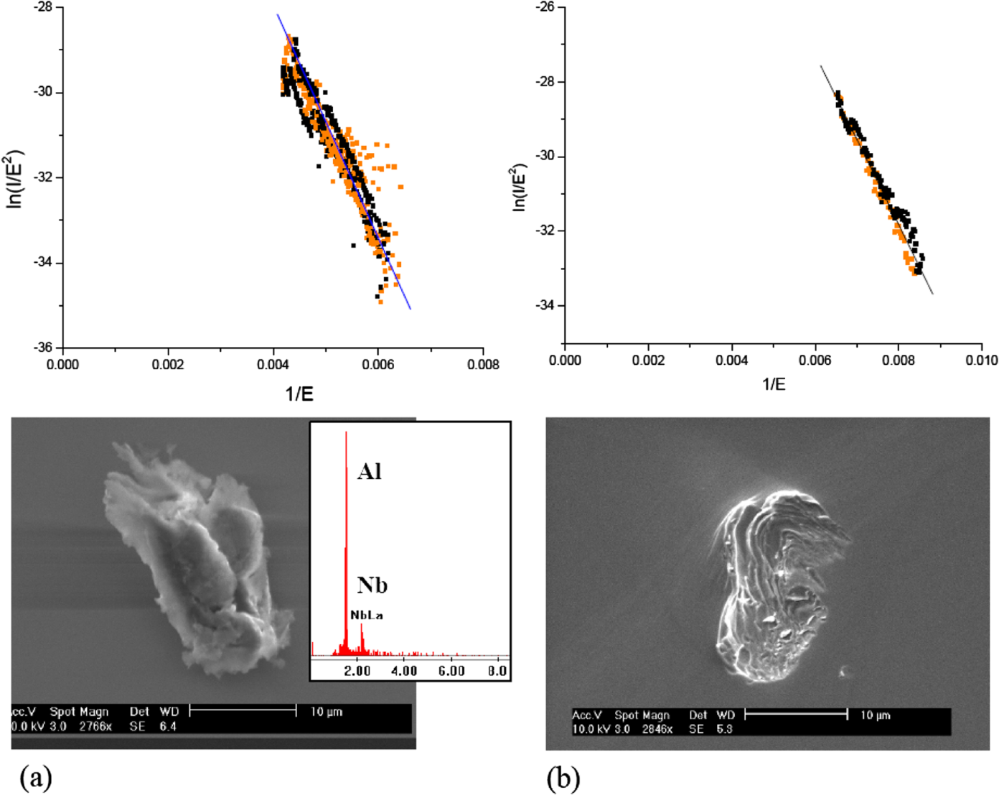 -28
-30
-32
-34
-36
0.000 0.002 0.004 0.006 0.008
ln(I/E²)
1/E
-26
-28
-30
-32
-34
0.000 0.002 0.004 0.006 0.008 0.010
ln(I/E²)
1/E
Al
Nb
NbLa
2.00 4.00 6.00 8.0
Acc.V Spot Magn Det WD 10 µm
0.0 kV 3.0 2766x SE 6.4
Acc.V Spot Magn Det WD 10 µm
10.0 kV 3.0 2846x SE 5.3
(a)
(b)